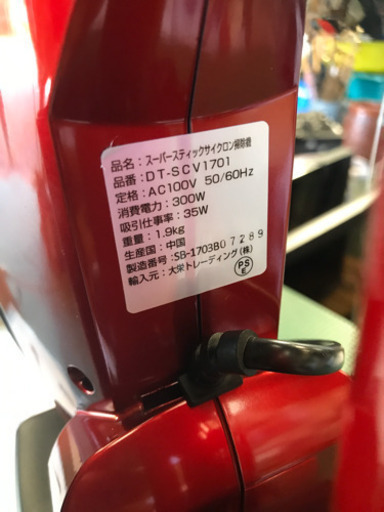 品名：スーパースティックサイクロン掃除機
品番：DT-SCV1701
定格：AC100V 50/60Hz
消費電力：300W
吸引仕事率：35W
重量：1.9kg
生産国：中国
製造番号：SB-1703B07289
輸入元：大栄トレーディング(株)
PSE